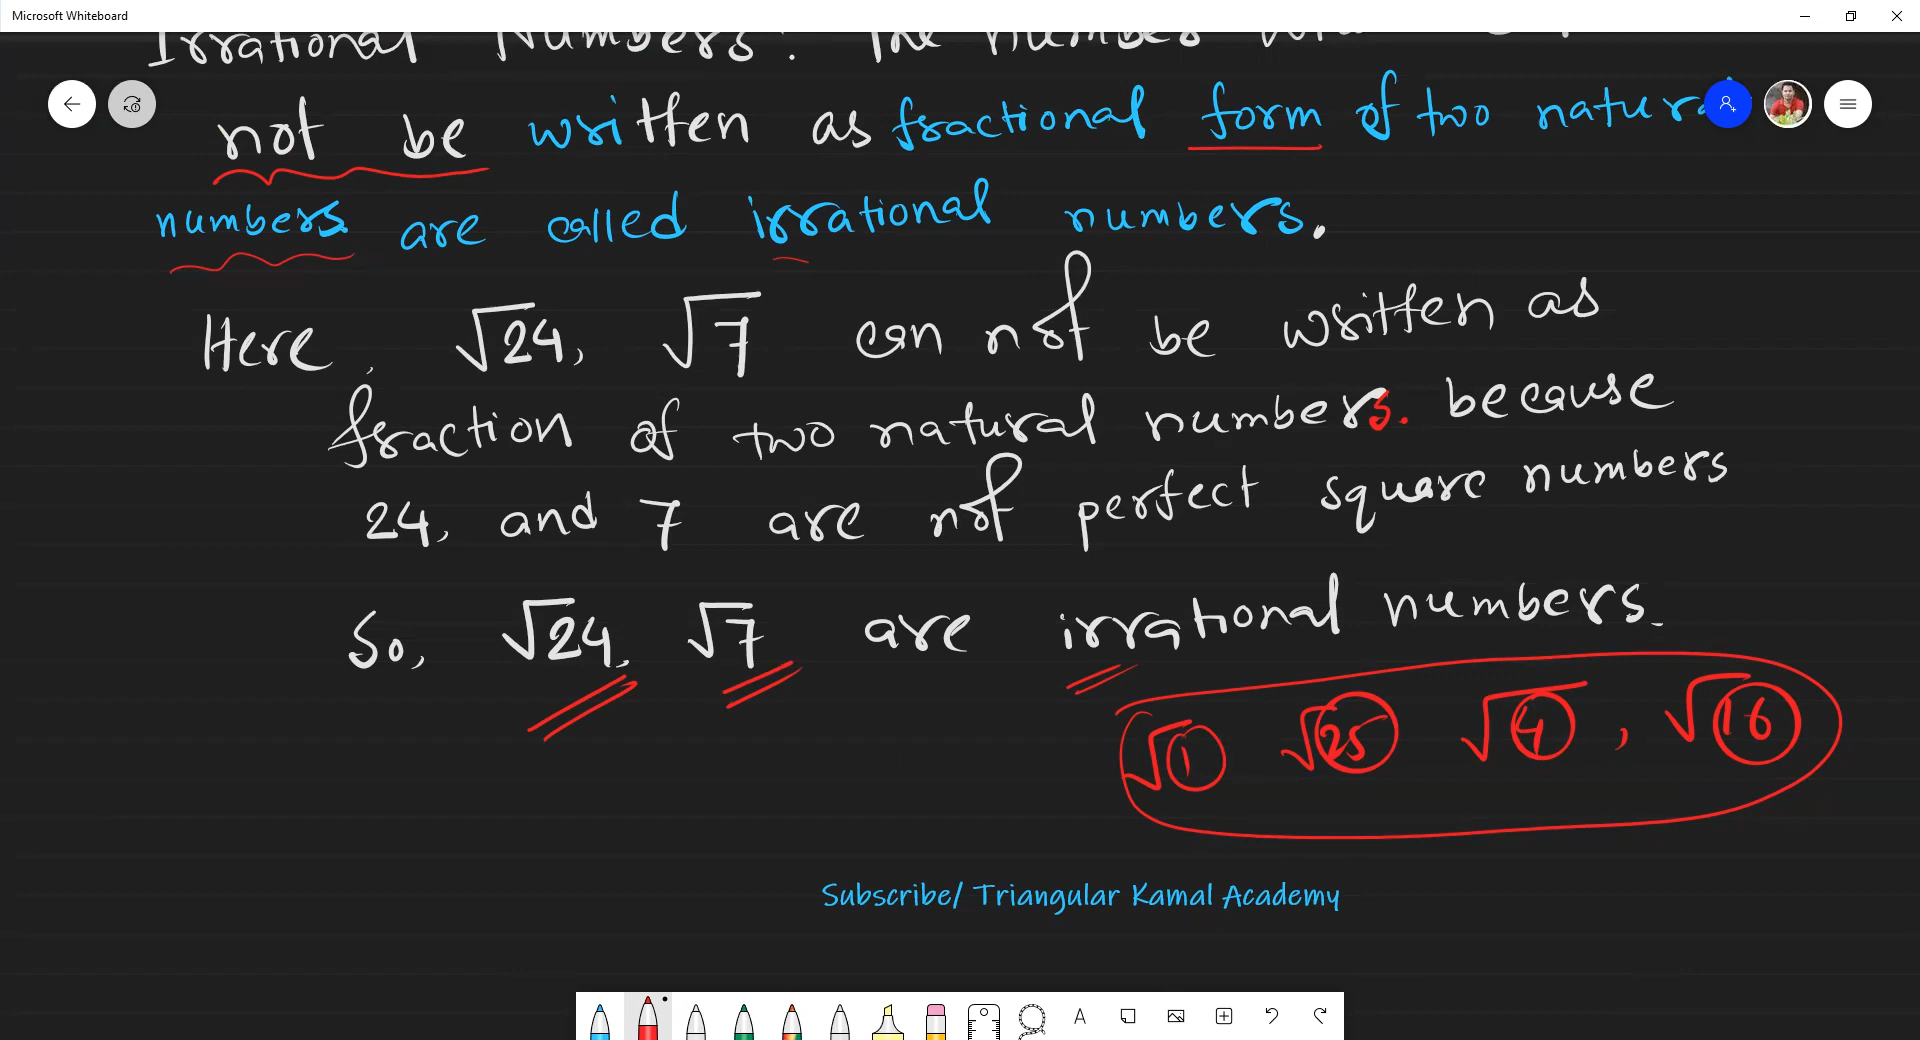 Microsoft Whiteboard
Irrational Numbers: The number
not be written as fractional form of two natural
numbers are called irrational numbers.
Here, √24, √7 can not be written as
fraction of two natural numbers. because
24, and 7 are not perfect square numbers
So, √24, √7 are irrational numbers.
√1 √25 √4, √16
Subscribe/ Triangular Kamal Academy
A